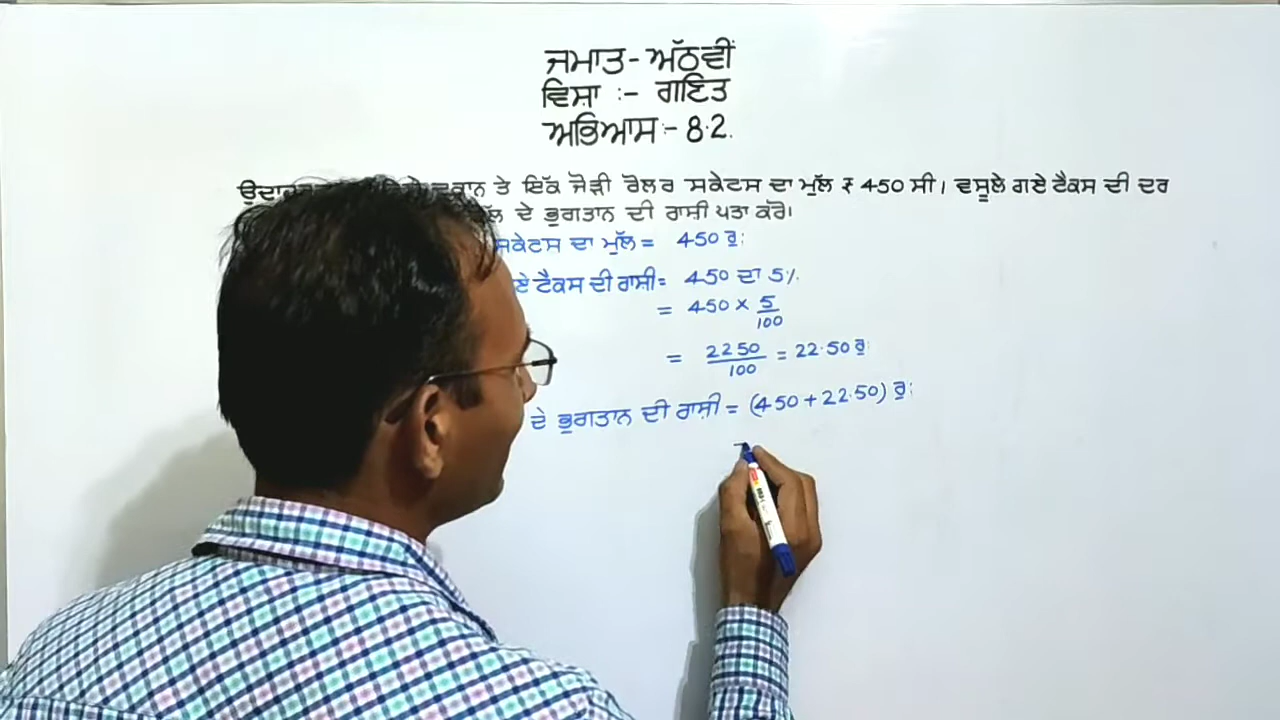 ਜਮਾਤ- ਅੱਠਵੀਂ
ਵਿਸ਼ਾ :- ਗਣਿਤ
ਅਭਿਆਸ:- 8.2.
ਤੇ ਇੱਕ ਜੋੜੀ ਰੋਲਰ ਸਕੇਟਸ ਦਾ ਮੁੱਲ ₹ 450 ਸੀ। ਵਸੂਲੇ ਗਏ ਟੈਕਸ ਦੀ ਦਰ
ਦੇ ਭੁਗਤਾਨ ਦੀ ਰਾਸ਼ੀ ਪਤਾ ਕਰੋ।
ਸਕੇਟਸ ਦਾ ਮੁੱਲ = 450 ਰੁ:
ਟੈਕਸ ਦੀ ਰਾਸ਼ੀ = 450 ਦਾ 5%
= 450 × 5/100
= 2250/100 = 22.50 ਰੁ:
ਦੇ ਭੁਗਤਾਨ ਦੀ ਰਾਸ਼ੀ = (450 + 22.50) ਰੁ: